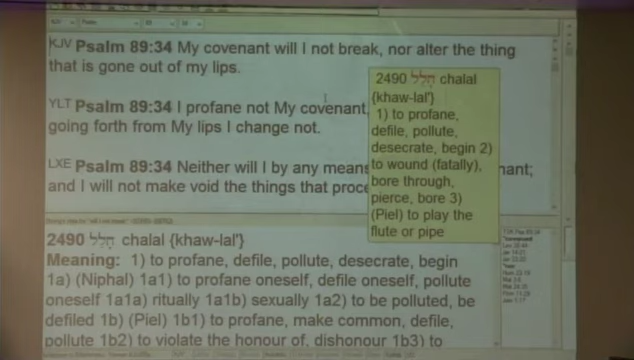 KJV Psalm 89:34 My covenant will I not break, nor alter the thing
that is gone out of my lips.
YLT Psalm 89:34 I profane not My covenant,
going forth from My lips I change not.
LXE Psalm 89:34 Neither will I by any means
nant;
and I will not make void the things that proce
2490 חָלַל chalal
{khaw-lal'}
1) to profane,
defile, pollute,
desecrate, begin 2)
to wound (fatally),
bore through,
pierce, bore 3)
(Piel) to play the
flute or pipe
2490 חָלַל chalal {khaw-lal'}
Meaning: 1) to profane, defile, pollute, desecrate, begin
1a) (Niphal) 1a1) to profane oneself, defile oneself, pollute
oneself 1a1a) ritually 1a1b) sexually 1a2) to be polluted, be
defiled 1b) (Piel) 1b1) to profane, make common, defile,
pollute 1b2) to violate the honour of, dishonour 1b3) to